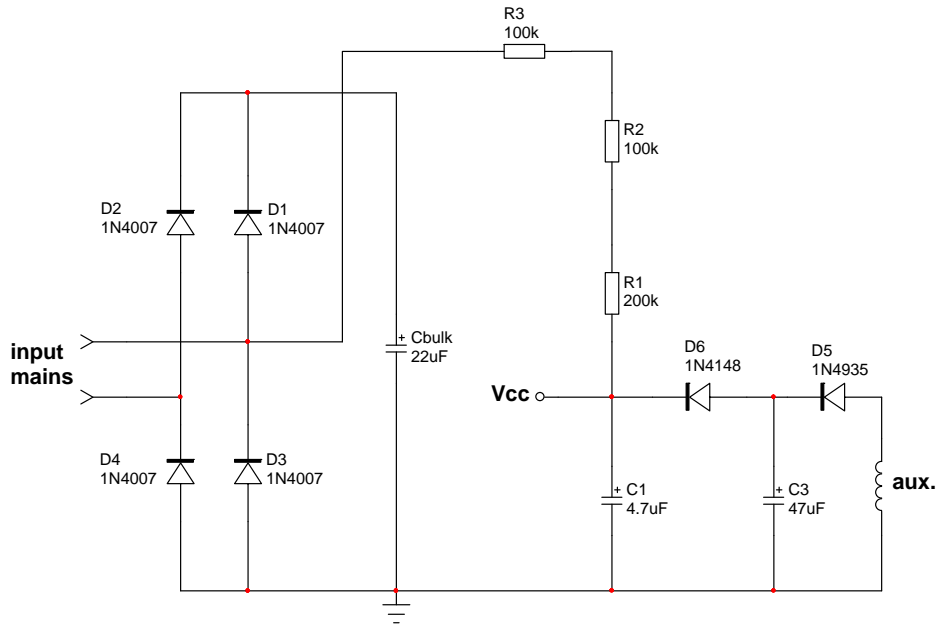 R3
100k
R2
100k
D2
1N4007
D1
1N4007
R1
200k
input
mains
Cbulk
22uF
+
D6
1N4148
D5
1N4935
Vcc
D4
1N4007
D3
1N4007
+
C1
4.7uF
+
C3
47uF
aux.